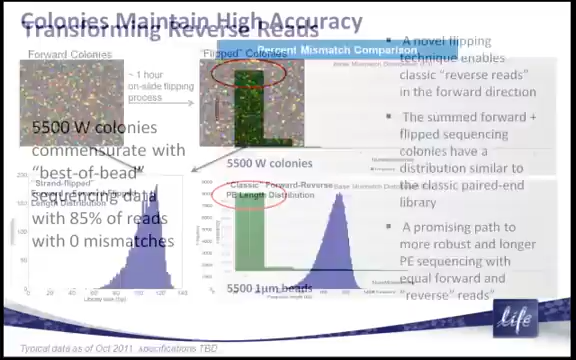 Colonies Maintain High Accuracy
Transforming Reverse Reads
Percent Mismatch Comparison
Forward Colonies
"Flipped" Colonies
~ 1 hour
on-slide flipping
process
5500 W colonies
commensurate with
"best-of-bead"
sequencing data
with 85% of reads
with 0 mismatches
5500 W colonies
"Strand-flipped"
Length Distribution
"Classic" Forward-Reverse
PE Length Distribution
5500 1µm beads
▪ A novel flipping
technique enables
classic "reverse reads"
in the forward direction
▪ The summed forward +
flipped sequencing
colonies have a
distribution similar to
the classic paired-end
library
▪ A promising path to
more robust and longer
PE sequencing with
equal forward and
"reverse" reads"
life
Typical data as of Oct 2011, specifications TBD